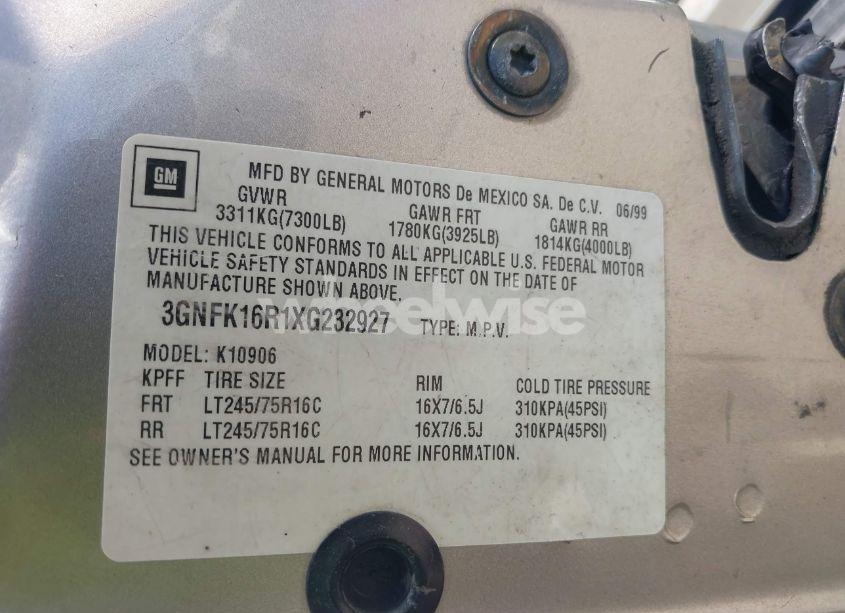 GM
MFD BY GENERAL MOTORS De MEXICO SA. De C.V. 06/99
GVWR GAWR FRT GAWR RR
3311KG(7300LB) 1780KG(3925LB) 1814KG(4000LB)
THIS VEHICLE CONFORMS TO ALL APPLICABLE U.S. FEDERAL MOTOR
VEHICLE SAFETY STANDARDS IN EFFECT ON THE DATE OF
MANUFACTURE SHOWN ABOVE.
3GNFK16R1XG232927 TYPE: M.P.V.
wheelwise
MODEL: K10906
KPFF TIRE SIZE RIM COLD TIRE PRESSURE
FRT LT245/75R16C 16X7/6.5J 310KPA(45PSI)
RR LT245/75R16C 16X7/6.5J 310KPA(45PSI)
SEE OWNER'S MANUAL FOR MORE INFORMATION.